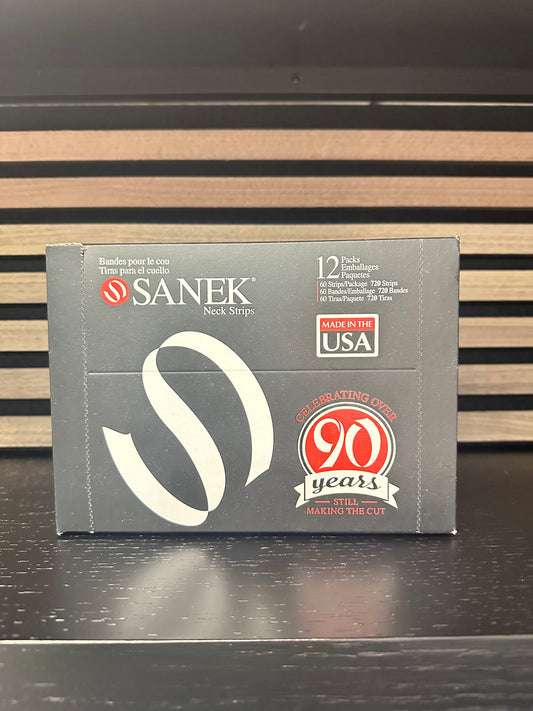 Bandes pour le cou
Tiras para el cuello
SANEK®
Neck Strips
12 Packs
Emballages
Paquetes
60 Strips/Package 720 Strips
60 Bandes/Emballage 720 Bandes
60 Tiras/Paquete 720 Tiras
MADE IN THE
USA
CELEBRATING OVER
90
years
STILL
MAKING THE CUT